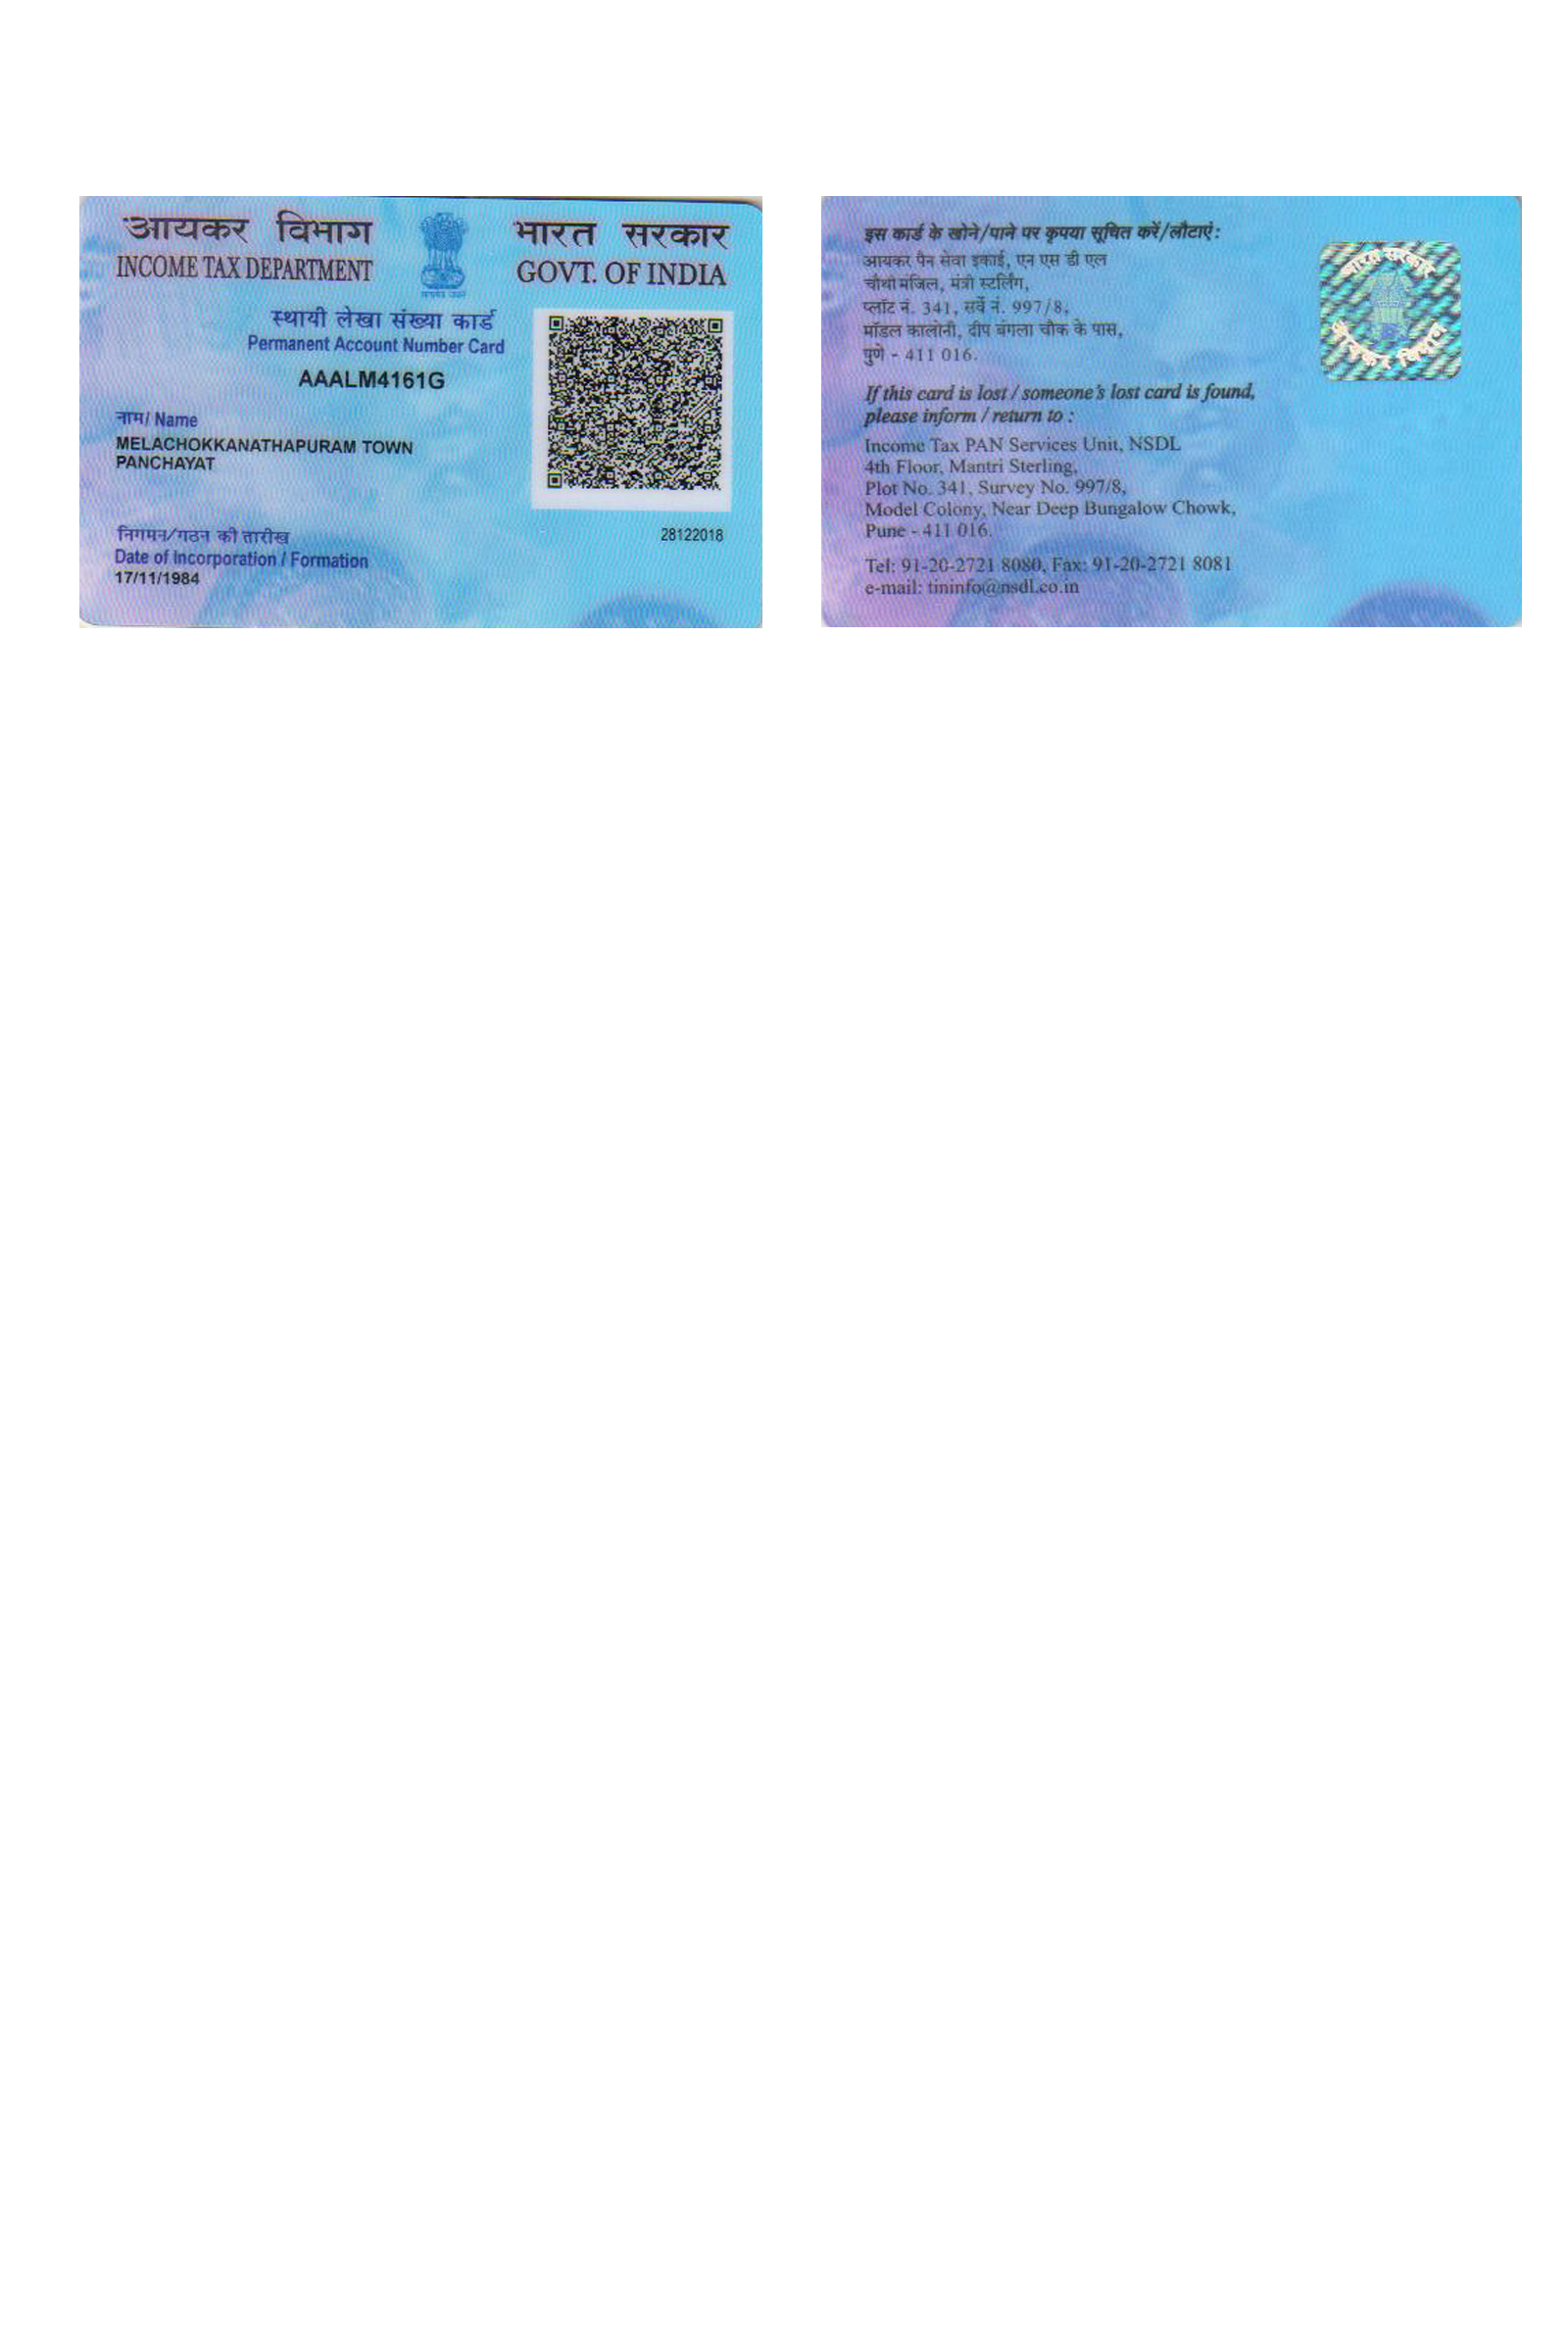 आयकर विभाग
INCOME TAX DEPARTMENT
भारत सरकार
GOVT. OF INDIA
स्थायी लेखा संख्या कार्ड
Permanent Account Number Card
AAALM4161G
नाम/ Name
MELACHOKKANATHAPURAM TOWN
PANCHAYAT
निगमन/गठन की तारीख
Date of Incorporation / Formation
17/11/1984
28122018
इस कार्ड के खोने/पाने पर कृपया सूचित करें/लौटाएं:
आयकर पैन सेवा इकाई, एन एस डी एल
चौथी मंजिल, मंत्री स्टर्लिंग,
प्लॉट नं. 341, सर्वे नं. 997/8,
मॉडल कालोनी, दीप बंगला चौक के पास,
पुणे - 411 016.
If this card is lost / someone's lost card is found,
please inform / return to :
Income Tax PAN Services Unit, NSDL
4th Floor, Mantri Sterling,
Plot No. 341, Survey No. 997/8,
Model Colony, Near Deep Bungalow Chowk,
Pune - 411 016.
Tel: 91-20-2721 8080, Fax: 91-20-2721 8081
e-mail: tininfo@nsdl.co.in
भारत सरकार
आयकर विभाग